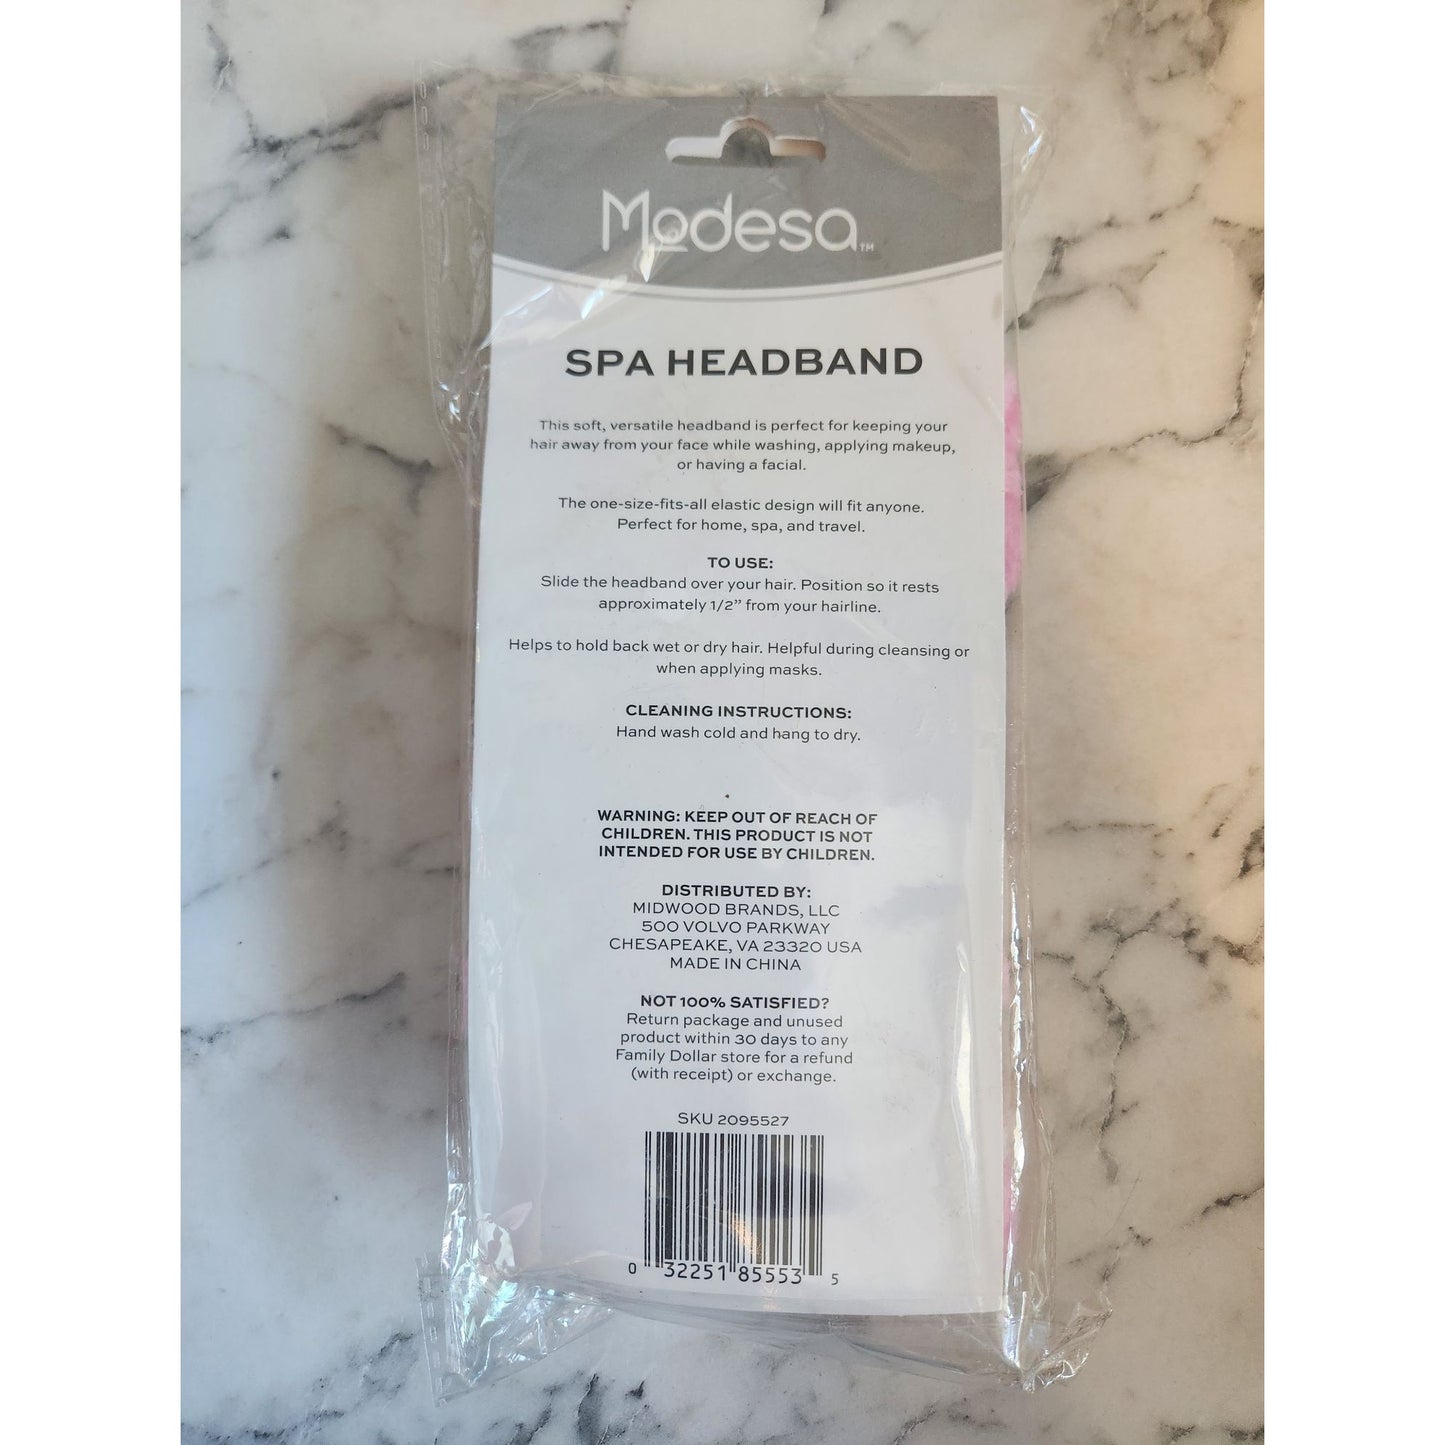 Modesa™
SPA HEADBAND
This soft, versatile headband is perfect for keeping your
hair away from your face while washing, applying makeup,
or having a facial.
The one-size-fits-all elastic design will fit anyone.
Perfect for home, spa, and travel.
TO USE:
Slide the headband over your hair. Position so it rests
approximately 1/2” from your hairline.
Helps to hold back wet or dry hair. Helpful during cleansing or
when applying masks.
CLEANING INSTRUCTIONS:
Hand wash cold and hang to dry.
WARNING: KEEP OUT OF REACH OF
CHILDREN. THIS PRODUCT IS NOT
INTENDED FOR USE BY CHILDREN.
DISTRIBUTED BY:
MIDWOOD BRANDS, LLC
500 VOLVO PARKWAY
CHESAPEAKE, VA 23320 USA
MADE IN CHINA
NOT 100% SATISFIED?
Return package and unused
product within 30 days to any
Family Dollar store for a refund
(with receipt) or exchange.
SKU 2095527
0 32251 85553 5